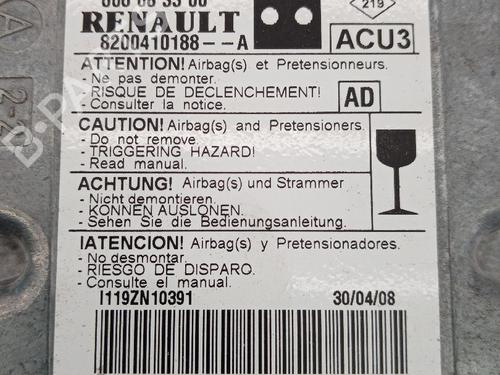 219
RENAULT
8200410188--A
ACU3
ATTENTION! Airbag(s) et Pretensionneurs.
- Ne pas demonter.
- RISQUE DE DECLENCHEMENT!
- Consulter la notice.
AD
CAUTION! Airbag(s) and Pretensioners.
- Do not remove.
- TRIGGERING HAZARD!
- Read manual.
ACHTUNG! Airbag(s) und Strammer
- Nicht demontieren.
- KONNEN AUSLONEN.
- Sehen Sie die Bedienungsanleitung.
IATENCION! Airbag(s) y Pretensionadores.
- No desmontar.
- RIESGO DE DISPARO.
- Consulte el manual.
I119ZN10391
30/04/08